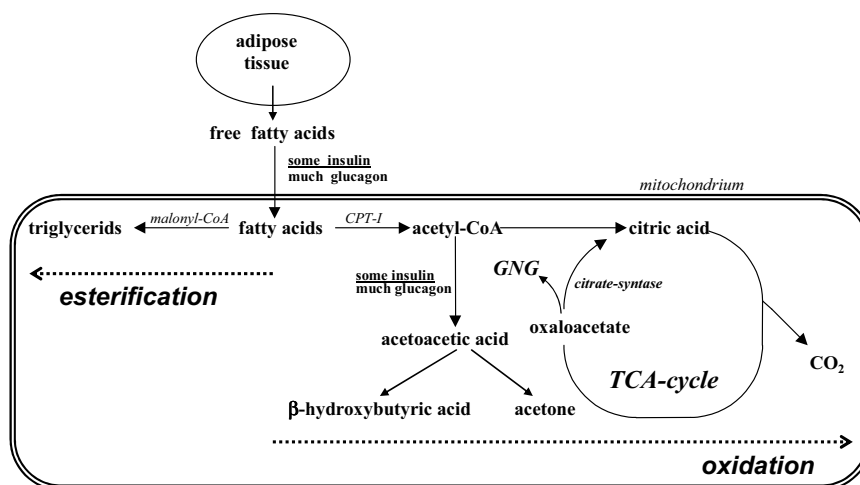 adipose
tissue
free fatty acids
some insulin
much glucagon
mitochondrium
triglycerids
malonyl-CoA
fatty acids
CPT-I
acetyl-CoA
citric acid
esterification
some insulin
much glucagon
GNG
citrate-syntase
acetoacetic acid
oxaloacetate
CO₂
TCA-cycle
β-hydroxybutyric acid
acetone
oxidation